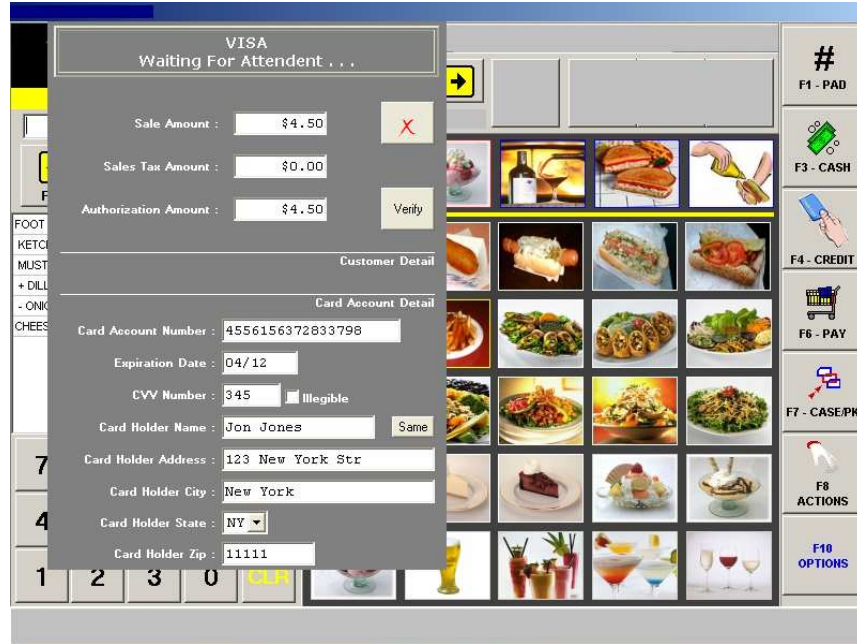 VISA
Waiting For Attendent . . .
Sale Amount : $4.50
X
Sales Tax Amount : $0.00
Authorization Amount : $4.50
Verify
Customer Detail
Card Account Detail
Card Account Number : 4556156372833798
Expiration Date : 04/12
CVV Number : 345
Illegible
Card Holder Name : Jon Jones
Same
Card Holder Address : 123 New York Str
Card Holder City : New York
Card Holder State : NY
Card Holder Zip : 11111
FOOT
KETC
MUST
+ DILL
- ONI
CHEES
7
4
1 2 3 0 CLR
#
F1 - PAD
F3 - CASH
F4 - CREDIT
F6 - PAY
F7 - CASE/PK
F8
ACTIONS
F10
OPTIONS